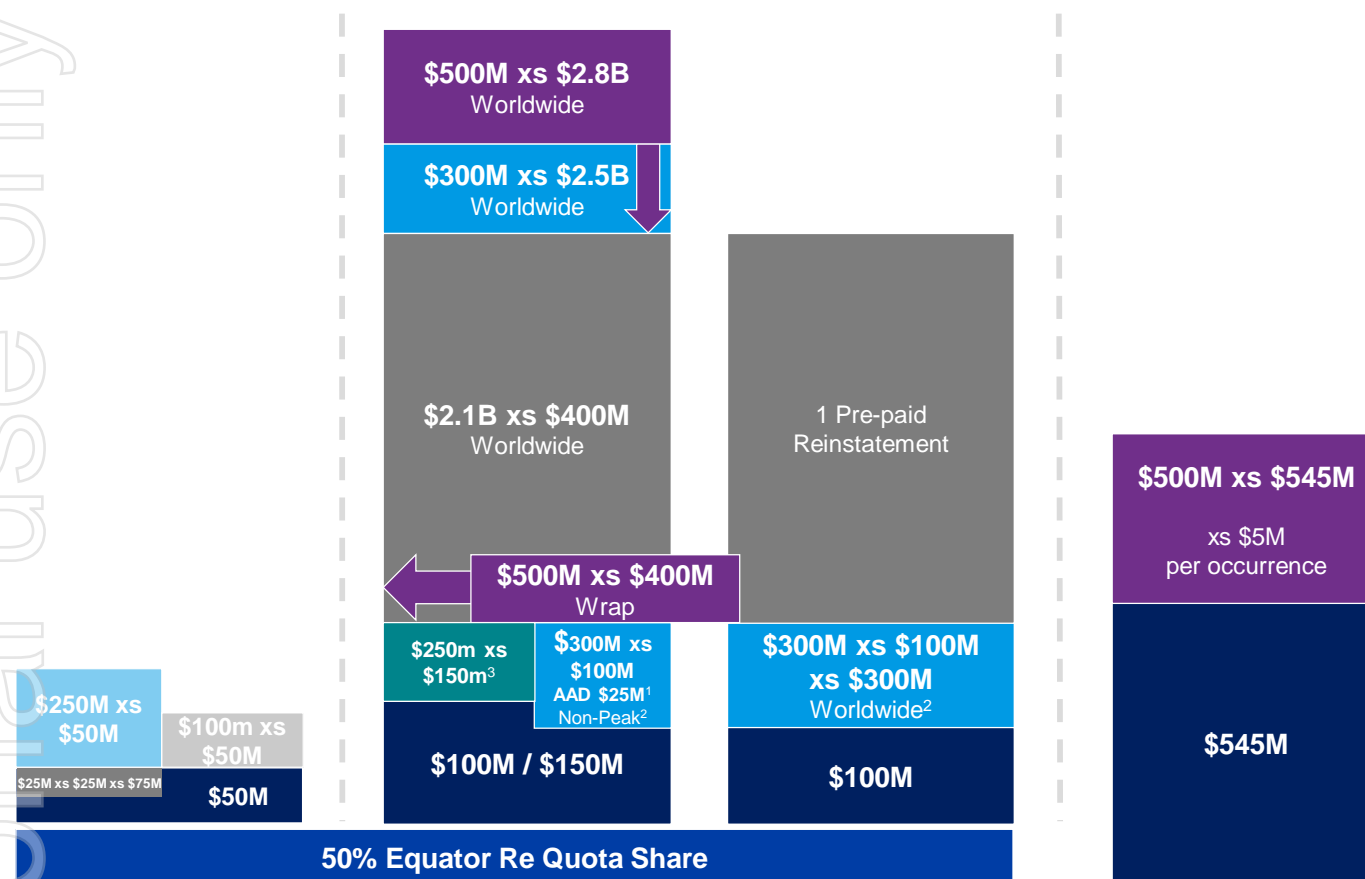 $500M xs $2.8B
Worldwide
$300M xs $2.5B
Worldwide
$2.1B xs $400M
Worldwide
1 Pre-paid
Reinstatement
$500M xs $400M
Wrap
$250m xs
$150m3
$300M xs
$100M
AAD $25M1
Non-Peak2
$300M xs $100M
xs $300M
Worldwide2
$100M / $150M
$100M
$250M xs
$50M
$100m xs
$50M
$25M xs $25M xs $75M
$50M
$500M xs $545M
xs $5M
per occurrence
$545M
50% Equator Re Quota Share
use only